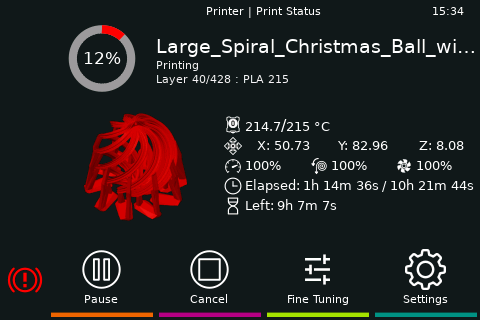 Printer | Print Status
15:34
12%
Large_Spiral_Christmas_Ball_wi...
Printing
Layer 40/428 : PLA 215
0
214.7/215 °C
X: 50.73 Y: 82.96 Z: 8.08
100% 100% 100%
Elapsed: 1h 14m 36s / 10h 21m 44s
Left: 9h 7m 7s
Pause Cancel Fine Tuning Settings